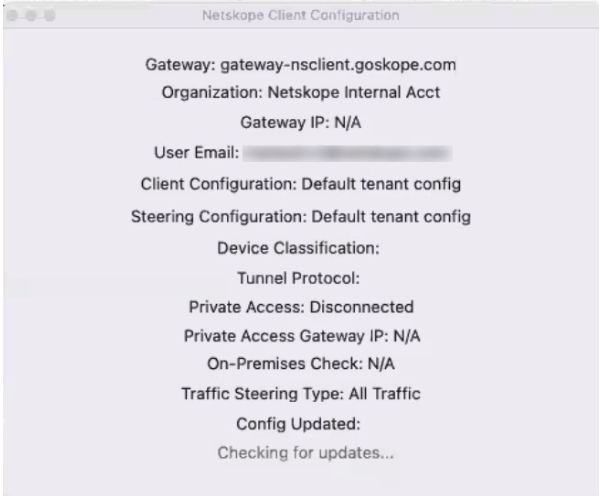 Netskope Client Configuration
Gateway: gateway-nsclient.goskope.com
Organization: Netskope Internal Acct
Gateway IP: N/A
User Email:
Client Configuration: Default tenant config
Steering Configuration: Default tenant config
Device Classification:
Tunnel Protocol:
Private Access: Disconnected
Private Access Gateway IP: N/A
On-Premises Check: N/A
Traffic Steering Type: All Traffic
Config Updated:
Checking for updates...